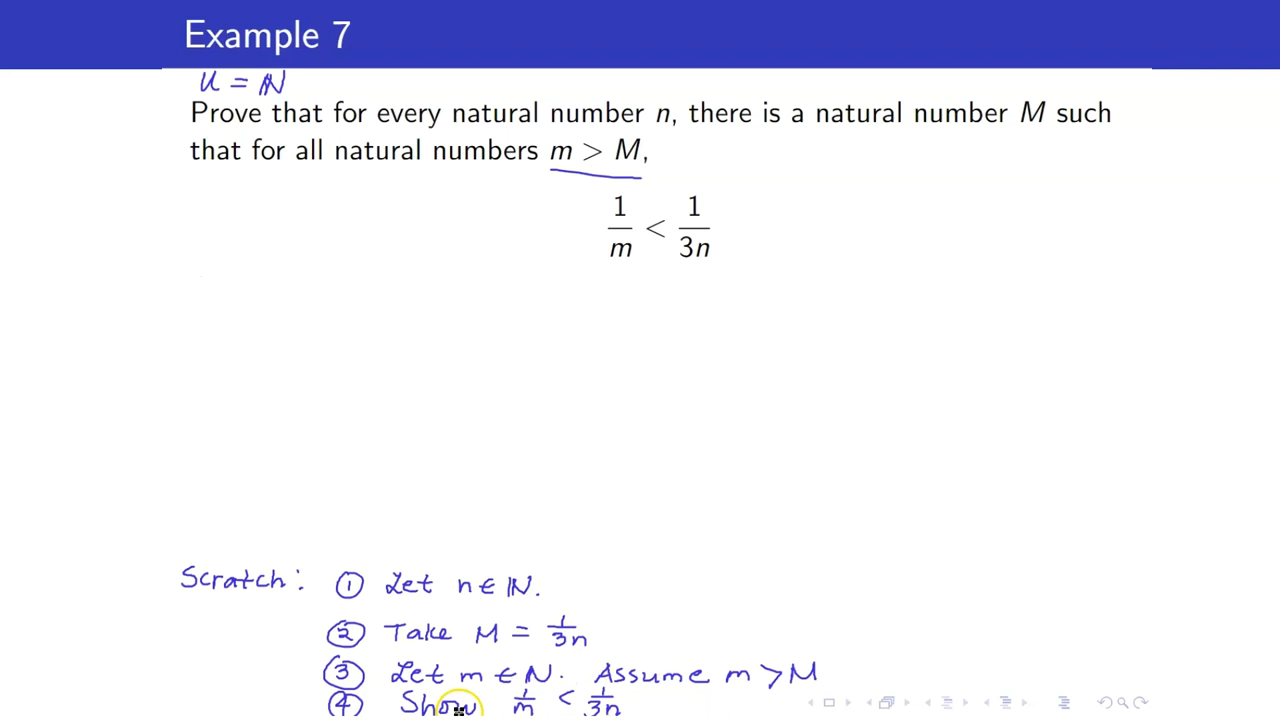 Example 7
U = ℕ
Prove that for every natural number n, there is a natural number M such
that for all natural numbers m > M,
1/m < 1/3n
Scratch: ① Let n ∈ ℕ.
② Take M = 1/3n
③ Let m ∈ ℕ. Assume m > M
④ Show 1/m < 1/3n